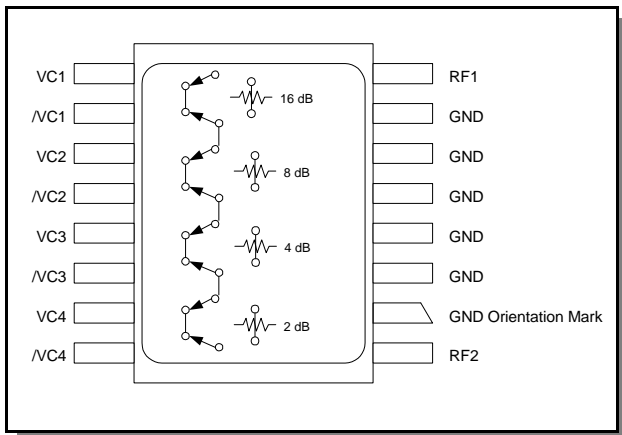 VC1
/VC1
VC2
/VC2
VC3
/VC3
VC4
/VC4
16 dB
8 dB
4 dB
2 dB
RF1
GND
GND
GND
GND
GND
GND Orientation Mark
RF2